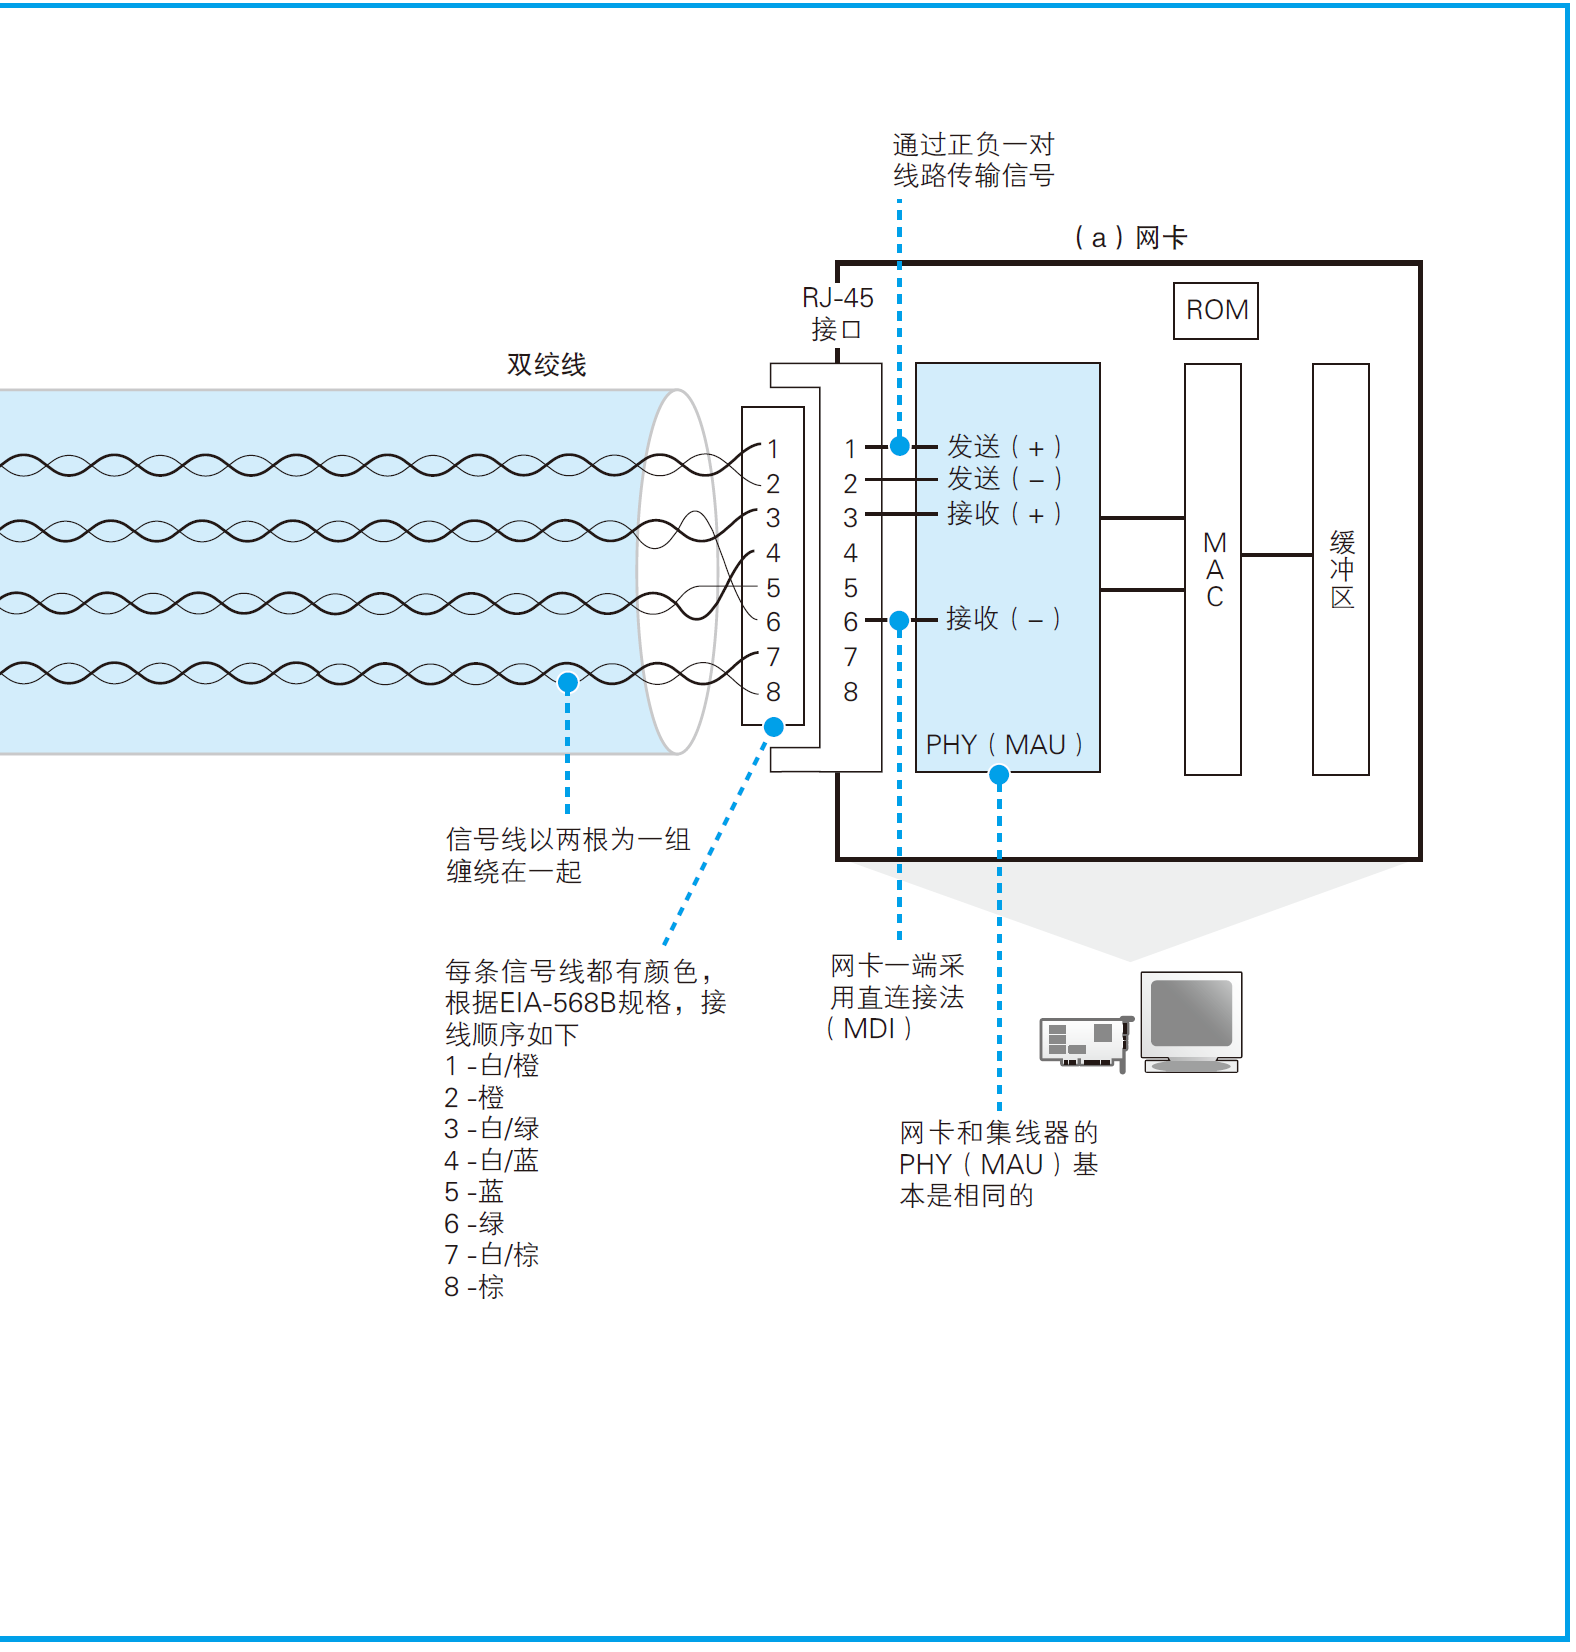 通过正负一对
线路传输信号
（a）网卡
RJ-45
接口
ROM
双绞线
1
2
3
4
5
6
7
8
1
2
3
4
5
6
7
8
发送（+）
发送（-）
接收（+）
接收（-）
PHY（MAU）
M
A
C
缓
冲
区
信号线以两根为一组
缠绕在一起
每条信号线都有颜色，
根据EIA-568B规格，接
线顺序如下
1 -白/橙
2 -橙
3 -白/绿
4 -白/蓝
5 -蓝
6 -绿
7 -白/棕
8 -棕
网卡一端采
用直连接法
（MDI）
网卡和集线器的
PHY（MAU）基
本是相同的